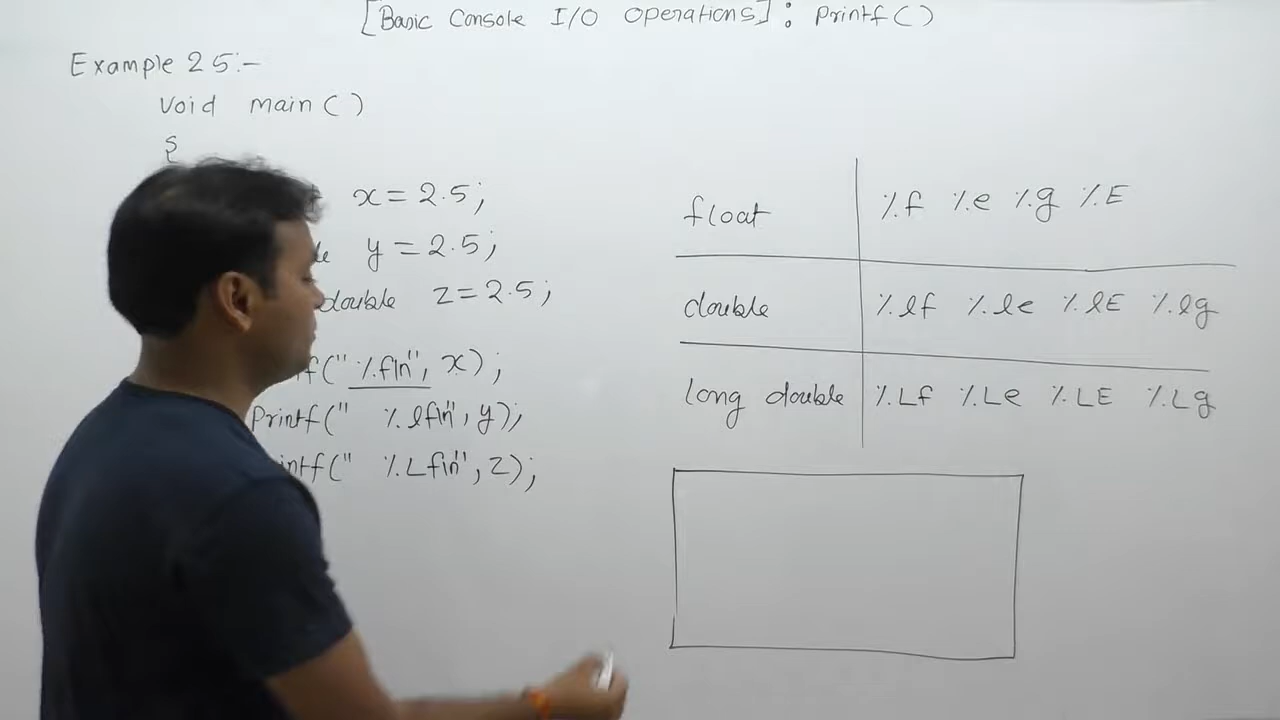 [Basic Console I/O Operations] : printf()
Example 25:-
void main()
{
x = 2.5;
y = 2.5;
double z = 2.5;
f(" %f\n", x);
printf(" %lf\n", y);
intf(" %Lf\n", z);
float %f %e %g %E
double %lf %le %lE %lg
long double %Lf %Le %LE %Lg